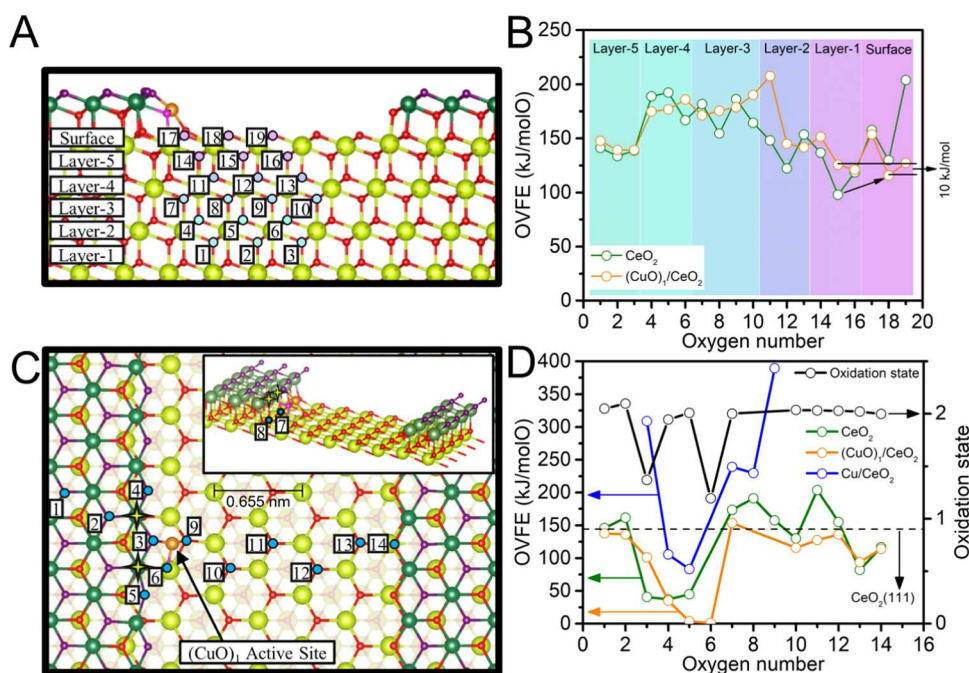 A
Surface
Layer-5
Layer-4
Layer-3
Layer-2
Layer-1
17 18 19
14 15 16
11 12 13
7 8 9 10
4 5 6
1 2 3
B
OVFE (kJ/molO)
250
200
150
100
50
0
Layer-5 Layer-4 Layer-3 Layer-2 Layer-1 Surface
CeO2
(CuO)1/CeO2
10 kJ/mol
0 2 4 6 8 10 12 14 16 18 20
Oxygen number
C
8 7
0.655 nm
1 4
2
3 9 11 13 14
6 10 12
5
(CuO)1 Active Site
D
OVFE (kJ/molO)
400
350
300
250
200
150
100
50
0
Oxidation state
CeO2
(CuO)1/CeO2
Cu/CeO2
CeO2(111)
2
1
0
Oxidation state
0 2 4 6 8 10 12 14 16
Oxygen number